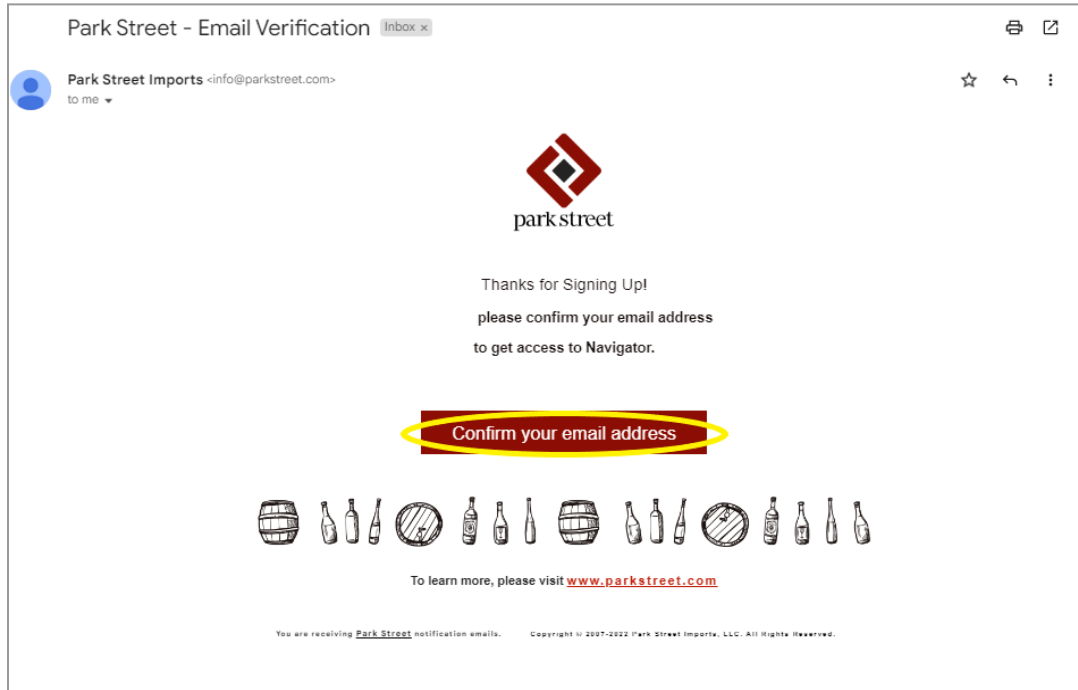 Park Street - Email Verification Inbox ×
Park Street Imports <info@parkstreet.com>
to me
park street
Thanks for Signing Up!
please confirm your email address
to get access to Navigator.
Confirm your email address
To learn more, please visit www.parkstreet.com
You are receiving Park Street notification emails. Copyright © 2007-2022 Park Street Imports, LLC. All Rights Reserved.